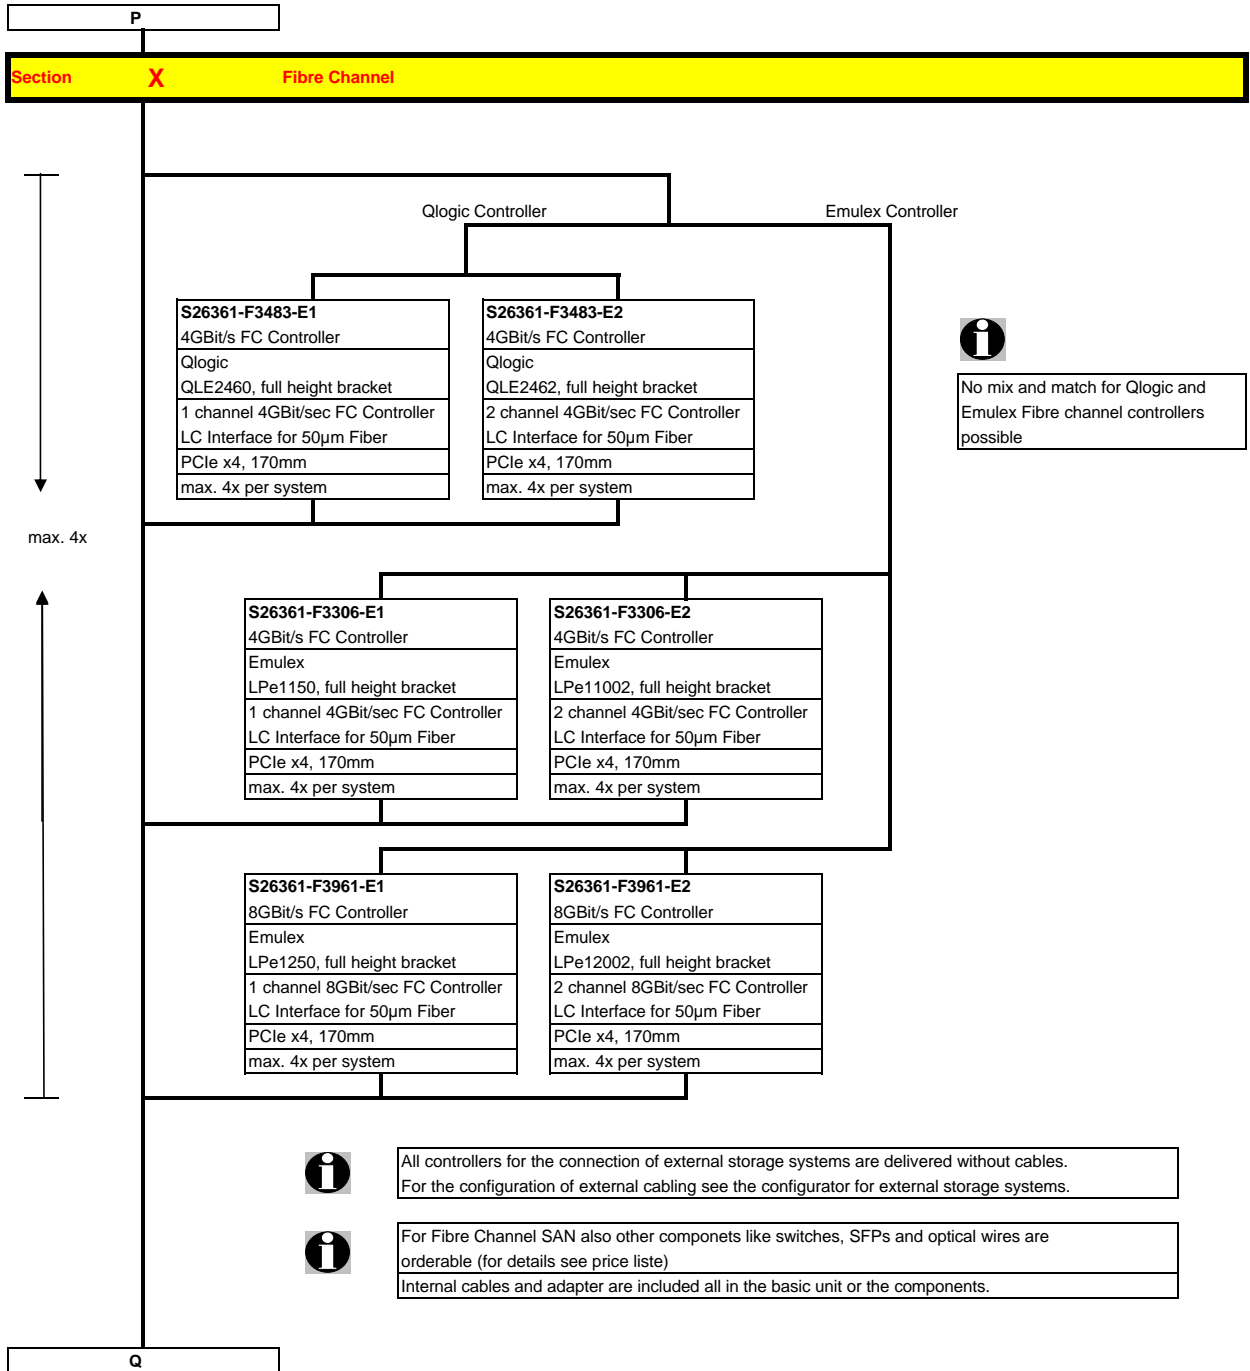 P
Section X Fibre Channel
Qlogic Controller
Emulex Controller
S26361-F3483-E1
4GBit/s FC Controller
Qlogic
QLE2460, full height bracket
1 channel 4GBit/sec FC Controller
LC Interface for 50µm Fiber
PCIe x4, 170mm
max. 4x per system
S26361-F3483-E2
4GBit/s FC Controller
Qlogic
QLE2462, full height bracket
2 channel 4GBit/sec FC Controller
LC Interface for 50µm Fiber
PCIe x4, 170mm
max. 4x per system
No mix and match for Qlogic and
Emulex Fibre channel controllers
possible
max. 4x
S26361-F3306-E1
4GBit/s FC Controller
Emulex
LPe1150, full height bracket
1 channel 4GBit/sec FC Controller
LC Interface for 50µm Fiber
PCIe x4, 170mm
max. 4x per system
S26361-F3306-E2
4GBit/s FC Controller
Emulex
LPe11002, full height bracket
2 channel 4GBit/sec FC Controller
LC Interface for 50µm Fiber
PCIe x4, 170mm
max. 4x per system
S26361-F3961-E1
8GBit/s FC Controller
Emulex
LPe1250, full height bracket
1 channel 8GBit/sec FC Controller
LC Interface for 50µm Fiber
PCIe x4, 170mm
max. 4x per system
S26361-F3961-E2
8GBit/s FC Controller
Emulex
LPe12002, full height bracket
2 channel 8GBit/sec FC Controller
LC Interface for 50µm Fiber
PCIe x4, 170mm
max. 4x per system
All controllers for the connection of external storage systems are delivered without cables.
For the configuration of external cabling see the configurator for external storage systems.
For Fibre Channel SAN also other componets like switches, SFPs and optical wires are
orderable (for details see price liste)
Internal cables and adapter are included all in the basic unit or the components.
Q